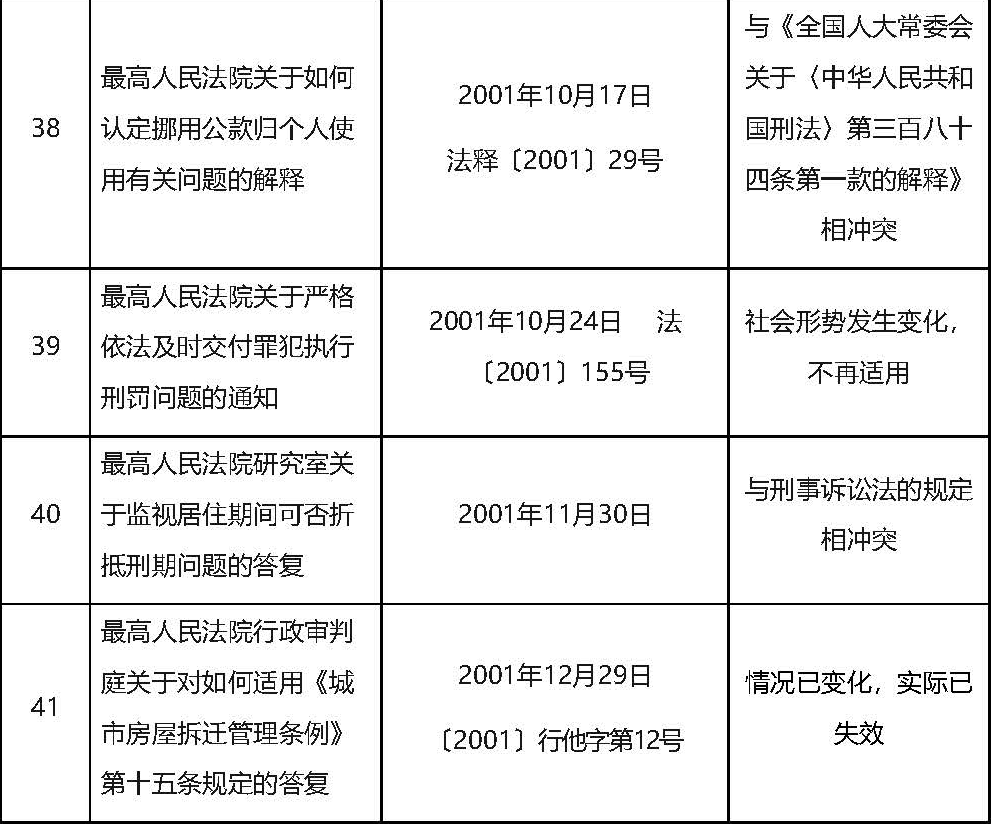 38
最高人民法院关于如何
认定挪用公款归个人使
用有关问题的解释
2001年10月17日
法释〔2001〕29号
与《全国人大常委会
关于〈中华人民共和
国刑法〉第三百八十
四条第一款的解释》
相冲突
39
最高人民法院关于严格
依法及时交付罪犯执行
刑罚问题的通知
2001年10月24日 法
〔2001〕155号
社会形势发生变化，
不再适用
40
最高人民法院研究室关
于监视居住期间可否折
抵刑期问题的答复
2001年11月30日
与刑事诉讼法的规定
相冲突
41
最高人民法院行政审判
庭关于对如何适用《城
市房屋拆迁管理条例》
第十五条规定的答复
2001年12月29日
〔2001〕行他字第12号
情况已变化，实际已
失效